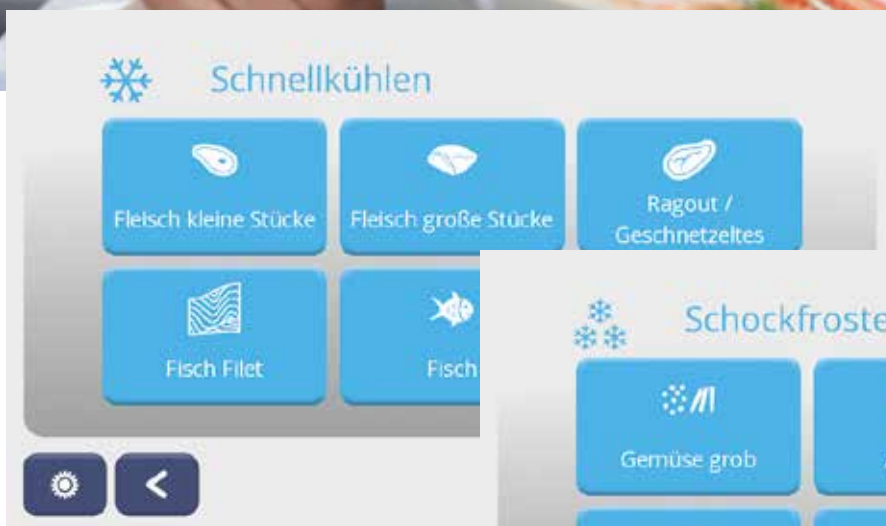 Schnellkühlen
Fleisch kleine Stücke
Fleisch große Stücke
Ragout /
Geschnetzeltes
Fisch Filet
Fisch
Schockfroste
Gemüse grob